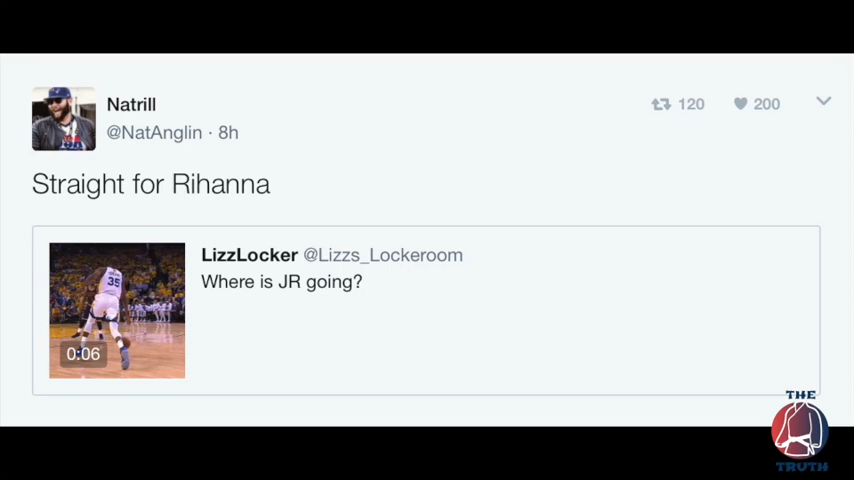 Natrill
120
200
@NatAnglin · 8h
Straight for Rihanna
LizzLocker @Lizzs_Lockeroom
Where is JR going?
35
0:06
THE
TRUTH